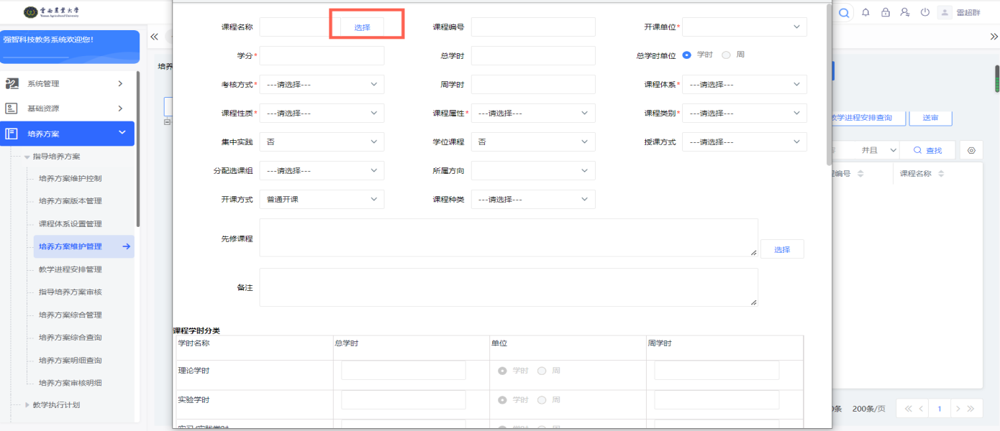 雲南農業大學
Yunnan Agricultural University
雷超群
强智科技教务系统欢迎您!
系统管理
基础资源
培养方案
指导培养方案
培养方案维护控制
培养方案版本管理
课程体系设置管理
培养方案维护管理
教学进程安排管理
指导培养方案审核
培养方案综合管理
培养方案综合查询
培养方案明细查询
培养方案审核明细
教学执行计划
培养
课程名称 选择 课程编号 开课单位*
学分* 总学时 总学时单位 学时 周
考核方式* ---请选择--- 周学时 课程体系* ---请选择---
课程性质* ---请选择--- 课程属性* ---请选择--- 课程类别* ---请选择---
集中实践 否 学位课程 否 授课方式 ---请选择---
分配选课组 ---请选择--- 所属方向
开课方式 普通开课 课程种类 ---请选择---
先修课程 选择
备注
课程学时分类
学时名称 总学时 单位 周学时
理论学时 学时 周
实验学时 学时 周
实习/实践学时 学时 周
教学进程安排查询 送审
并且 查找
编号 课程名称
0条 200条/页 1